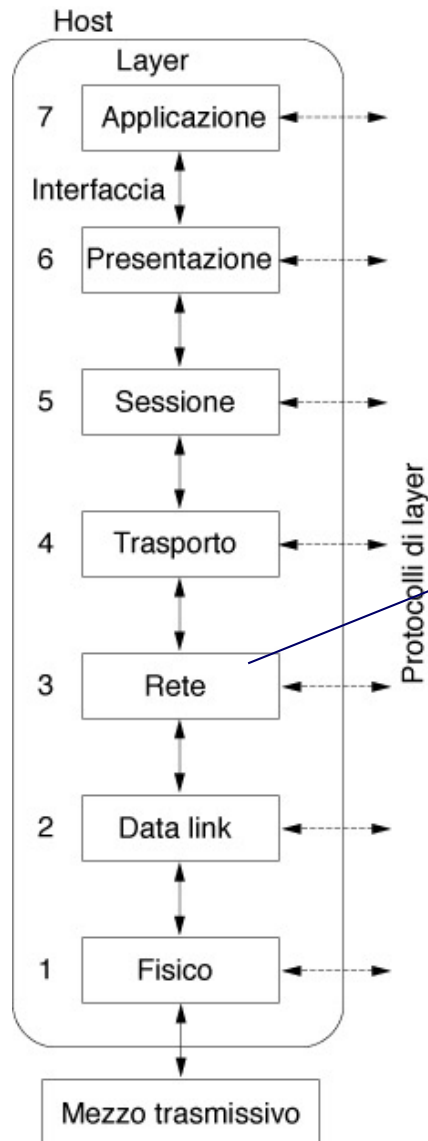 Host
Layer
7 Applicazione
Interfaccia
6 Presentazione
5 Sessione
4 Trasporto
Protocolli di layer
3 Rete
2 Data link
1 Fisico
Mezzo trasmissivo